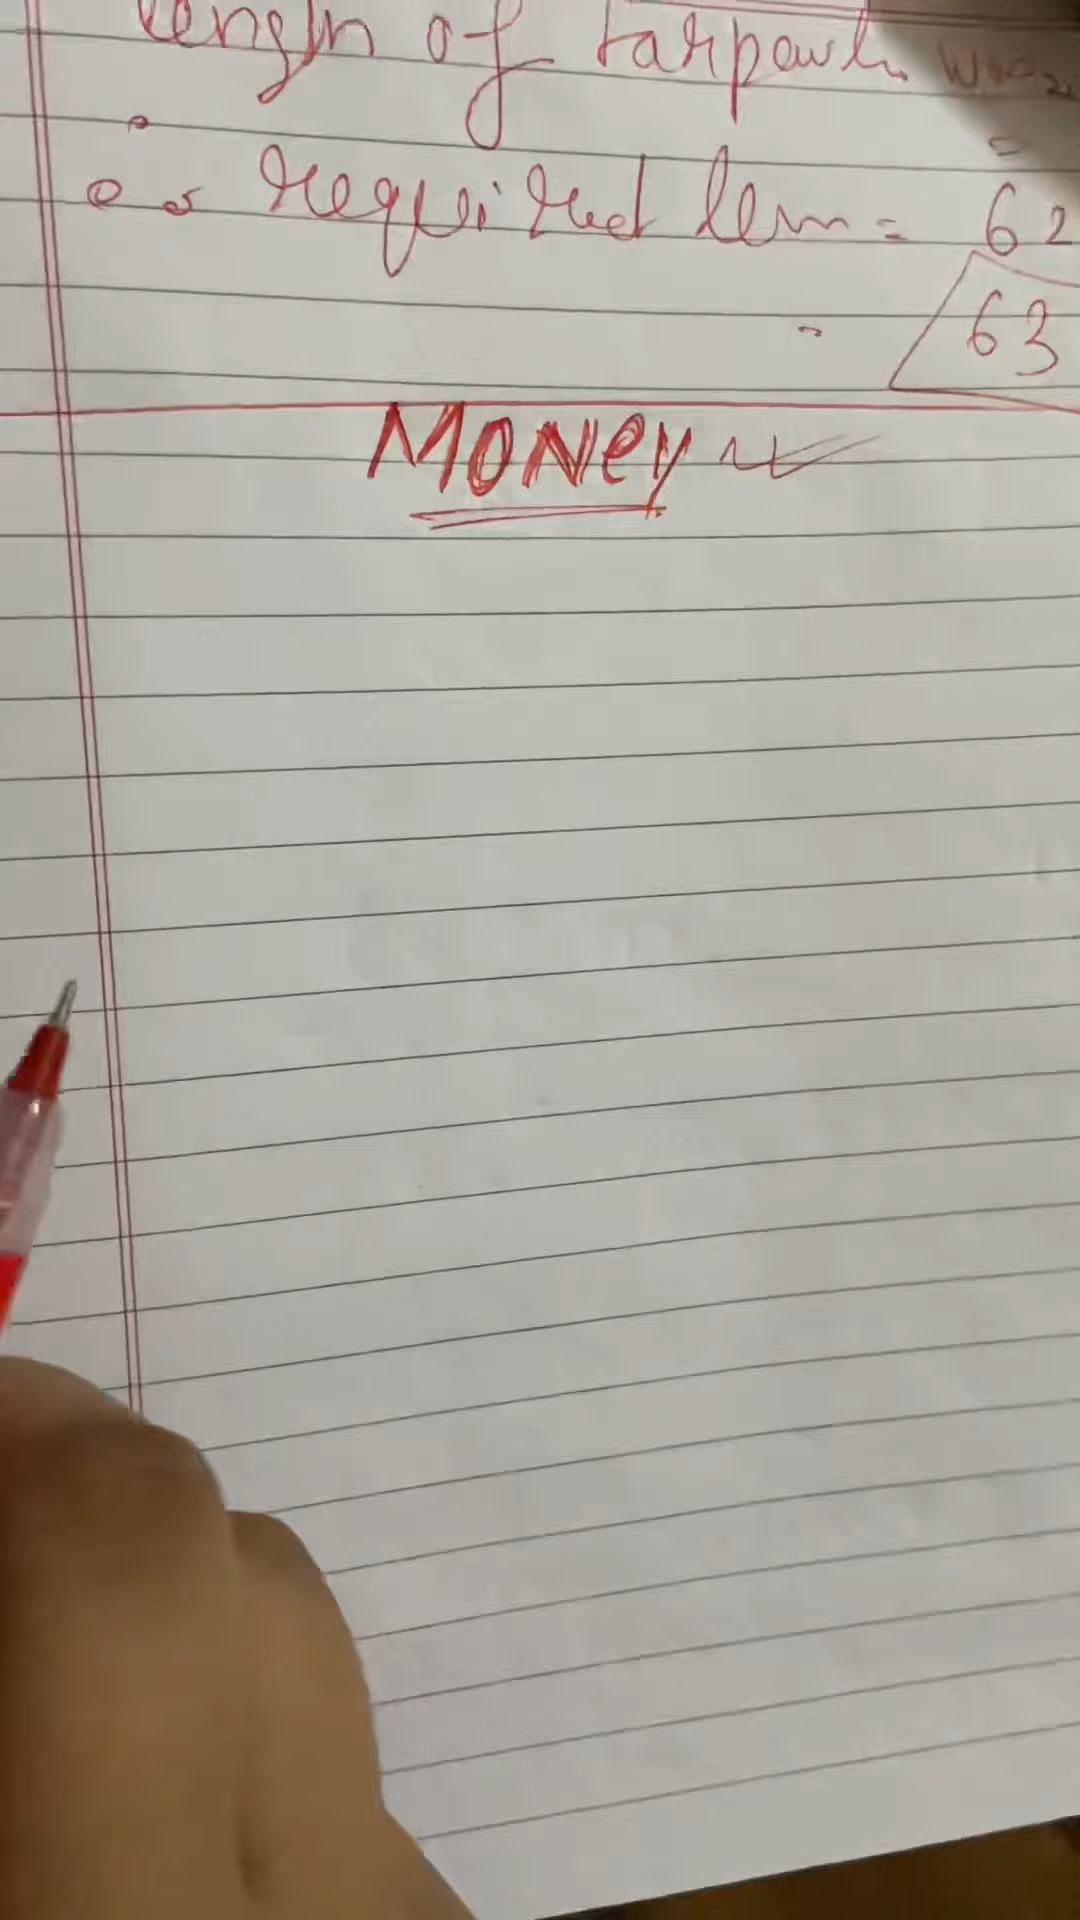 length of tarpaulin
∴ required len = 62
= 63
MONey